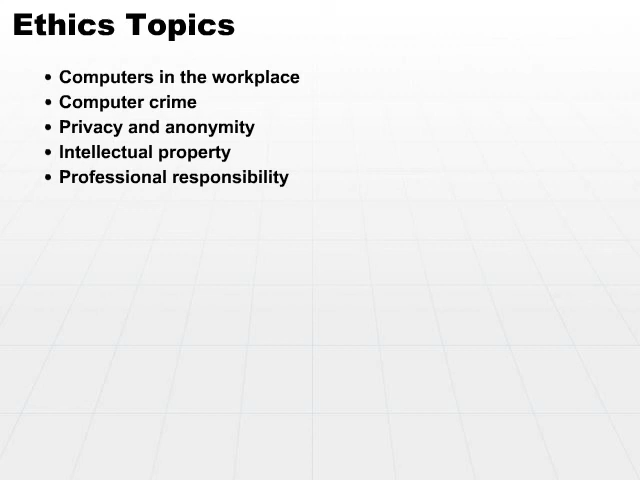 Ethics Topics
• Computers in the workplace
• Computer crime
• Privacy and anonymity
• Intellectual property
• Professional responsibility